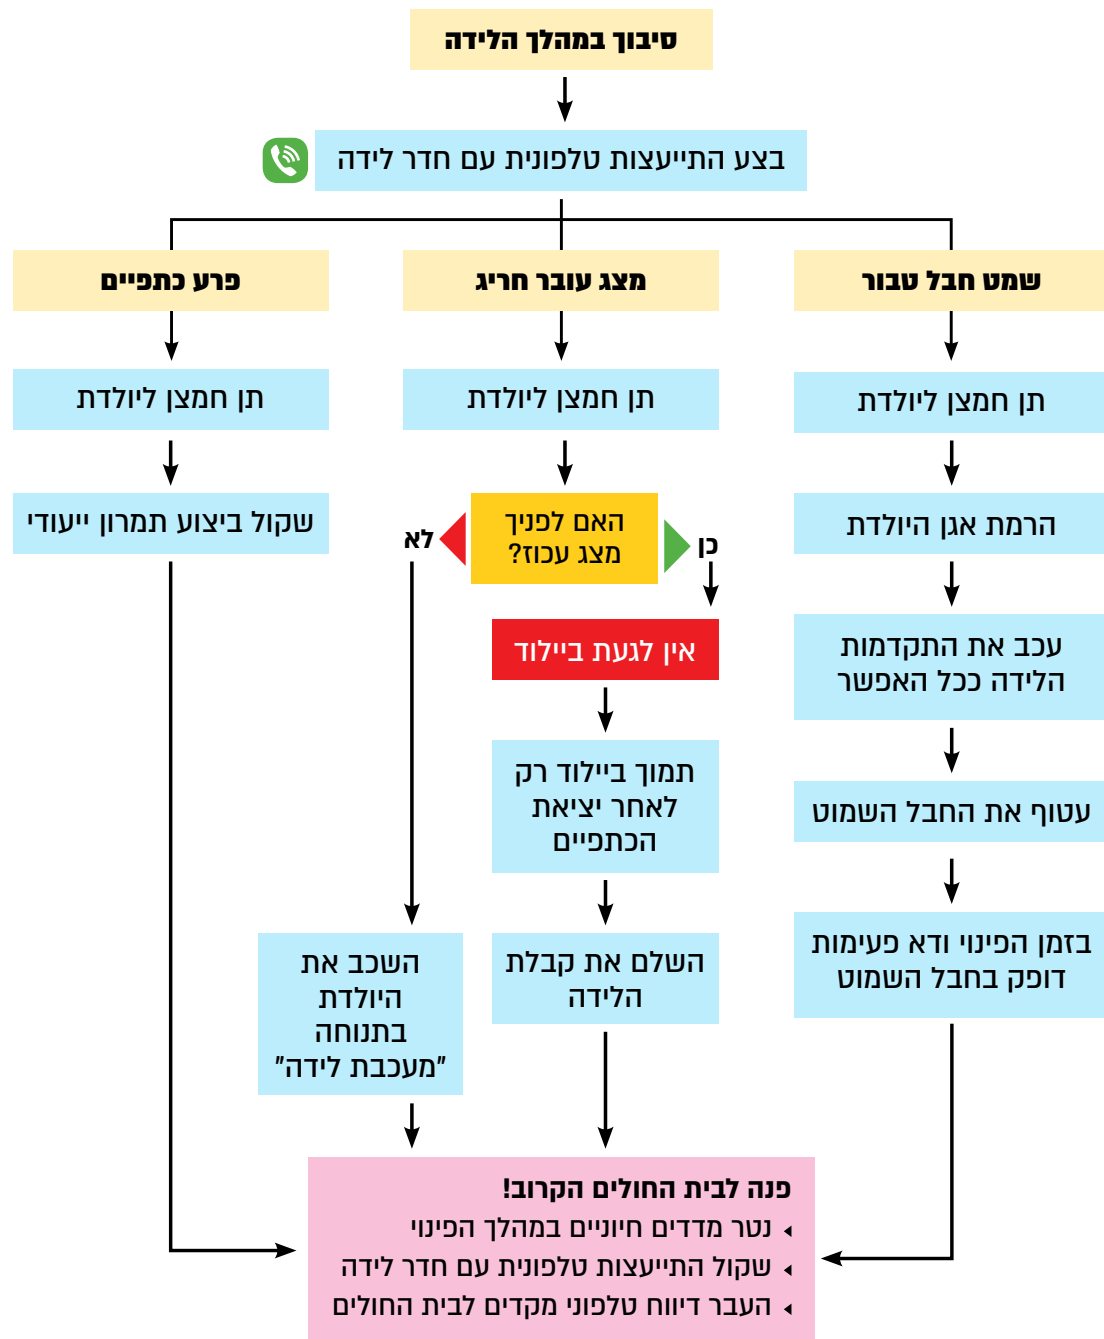 סיבוך במהלך הלידה
בצע התייעצות טלפונית עם חדר לידה
שמט חבל טבור
תן חמצן ליולדת
הרמת אגן היולדת
עכב את התקדמות
הלידה ככל האפשר
עטוף את החבל השמוט
בזמן הפינוי ודא פעימות
דופק בחבל השמוט
מצג עובר חריג
תן חמצן ליולדת
האם לפניך
מצג עכוז?
כן
אין לגעת ביילוד
תמוך ביילוד רק
לאחר יציאת
הכתפיים
השלם את קבלת
הלידה
לא
השכב את
היולדת
בתנוחה
"מעכבת לידה"
פרע כתפיים
תן חמצן ליולדת
שקול ביצוע תמרון ייעודי
פנה לבית החולים הקרוב!
נטר מדדים חיוניים במהלך הפינוי
שקול התייעצות טלפונית עם חדר לידה
העבר דיווח טלפוני מקדים לבית החולים